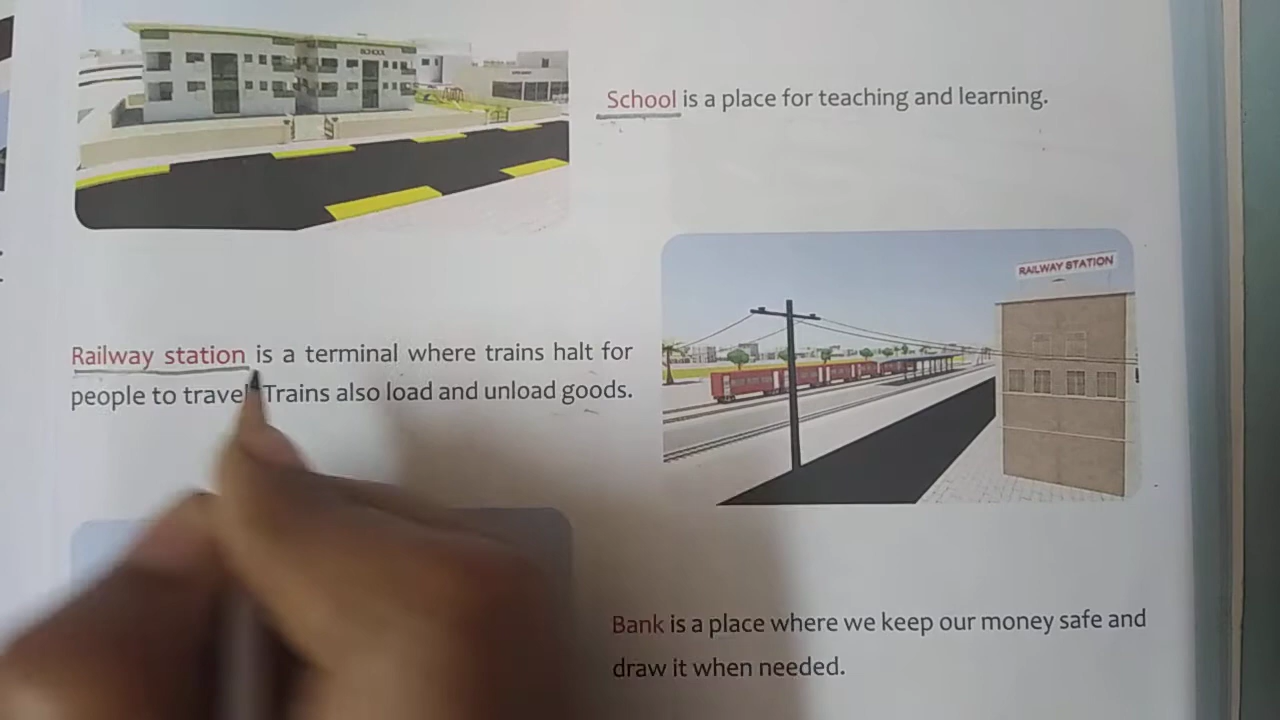 SCHOOL
School is a place for teaching and learning.
RAILWAY STATION
Railway station is a terminal where trains halt for
people to travel. Trains also load and unload goods.
Bank is a place where we keep our money safe and
draw it when needed.